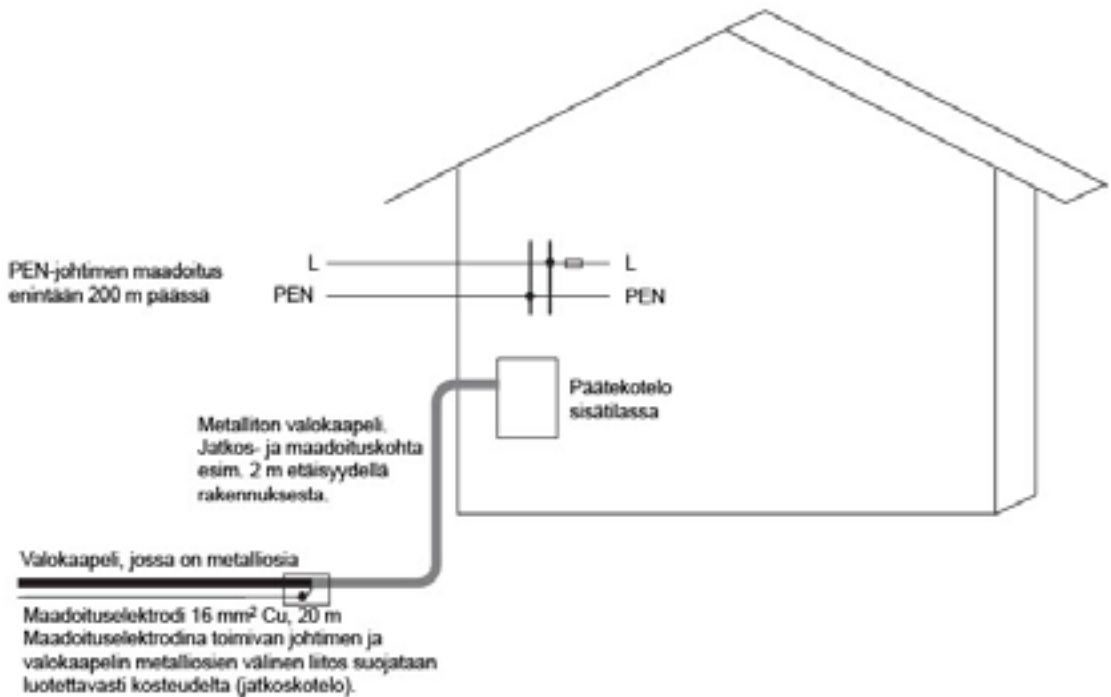 PEN-johtimen maadoitus
enintään 200 m päässä
L
L
PEN
PEN
Päätekotelo
sisätilassa
Metalliton valokaapeli.
Jatkos- ja maadoituskohta
esim. 2 m etäisyydellä
rakennuksesta.
Valokaapeli, jossa on metalliosia
Maadoituselektrodi 16 mm² Cu, 20 m
Maadoituselektrodina toimivan johtimen ja
valokaapelin metalliosien välinen liitos suojataan
luotettavasti kosteudelta (jatkoskotelo).